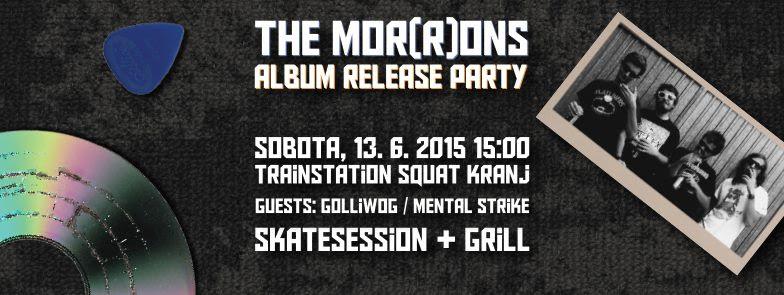 THE MOR(R)ONS
ALBUM RELEASE PARTY
SOBOTA, 13. 6. 2015 15:00
TRAINSTATION SQUAT KRANJ
GUESTS: GOLLIWOG / MENTAL STRIKE
SKATESESSION + GRILL